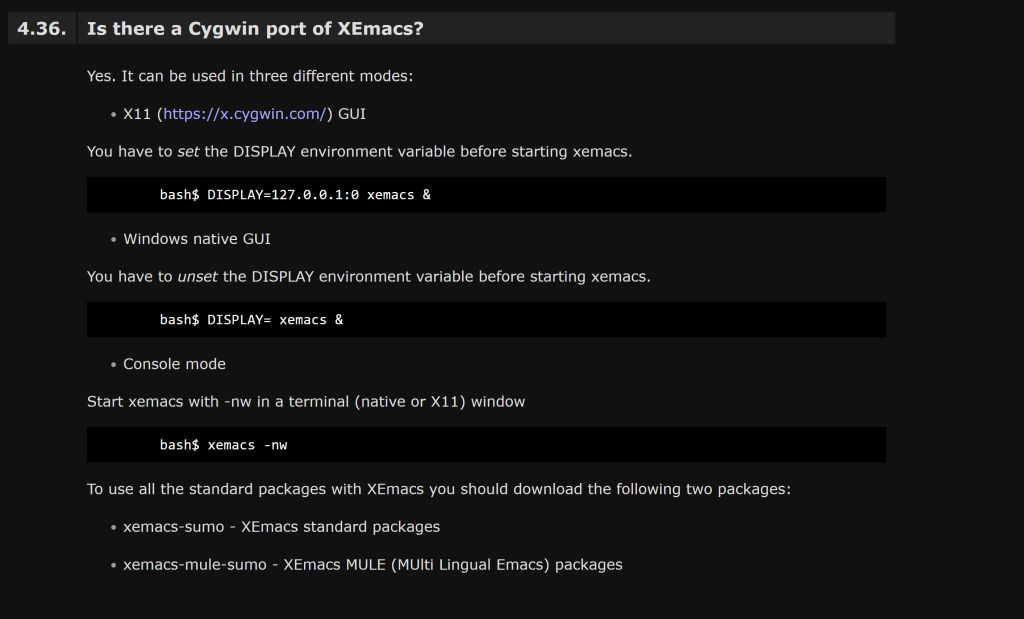 4.36. Is there a Cygwin port of XEmacs?
Yes. It can be used in three different modes:
• X11 (https://x.cygwin.com/) GUI
You have to set the DISPLAY environment variable before starting xemacs.
bash$ DISPLAY=127.0.0.1:0 xemacs &
• Windows native GUI
You have to unset the DISPLAY environment variable before starting xemacs.
bash$ DISPLAY= xemacs &
• Console mode
Start xemacs with -nw in a terminal (native or X11) window
bash$ xemacs -nw
To use all the standard packages with XEmacs you should download the following two packages:
• xemacs-sumo - XEmacs standard packages
• xemacs-mule-sumo - XEmacs MULE (MUlti Lingual Emacs) packages